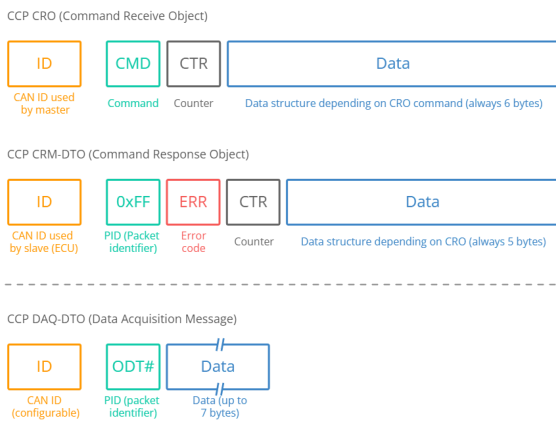 CCP CRO (Command Receive Object)
ID CMD CTR Data
CAN ID used
by master
Command
Counter
Data structure depending on CRO command (always 6 bytes)
CCP CRM-DTO (Command Response Object)
ID 0xFF ERR CTR Data
CAN ID used
by slave (ECU)
PID (Packet
identifier)
Error
code
Counter
Data structure depending on CRO (always 5 bytes)
CCP DAQ-DTO (Data Acquisition Message)
ID ODT# Data
CAN ID
(configurable)
PID (packet
identifier)
Data (up to
7 bytes)